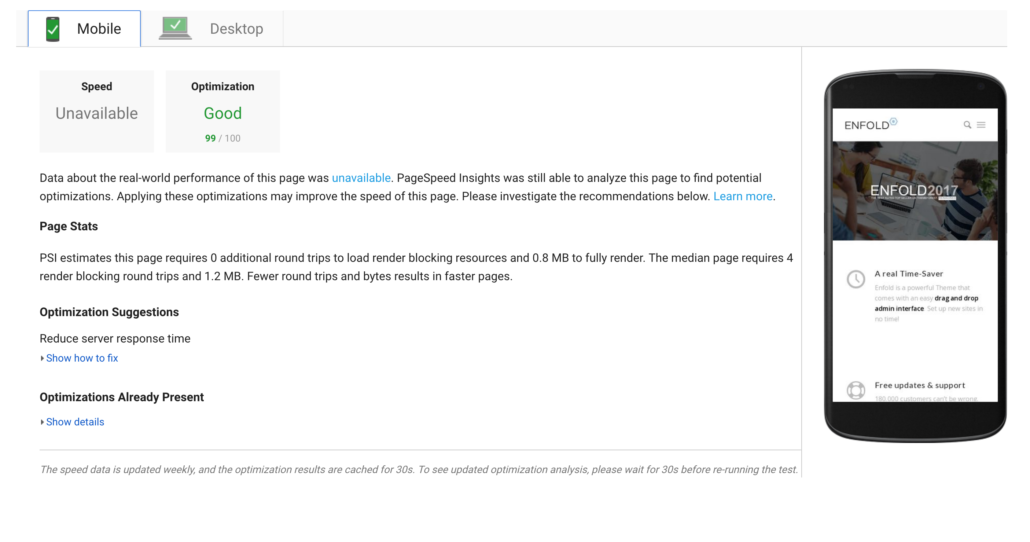 Mobile
Desktop
Speed
Unavailable
Optimization
Good
99 / 100
Data about the real-world performance of this page was unavailable. PageSpeed Insights was still able to analyze this page to find potential
optimizations. Applying these optimizations may improve the speed of this page. Please investigate the recommendations below. Learn more.
Page Stats
PSI estimates this page requires 0 additional round trips to load render blocking resources and 0.8 MB to fully render. The median page requires 4
render blocking round trips and 1.2 MB. Fewer round trips and bytes results in faster pages.
Optimization Suggestions
Reduce server response time
Show how to fix
Optimizations Already Present
Show details
The speed data is updated weekly, and the optimization results are cached for 30s. To see updated optimization analysis, please wait for 30s before re-running the test.
ENFOLD
ENFOLD2017
A real Time-Saver
Enfold is a powerful Theme that
comes with an easy drag and drop
admin interface. Set up new sites in
no time!
Free updates & support
180.000 customers can't be wrong.